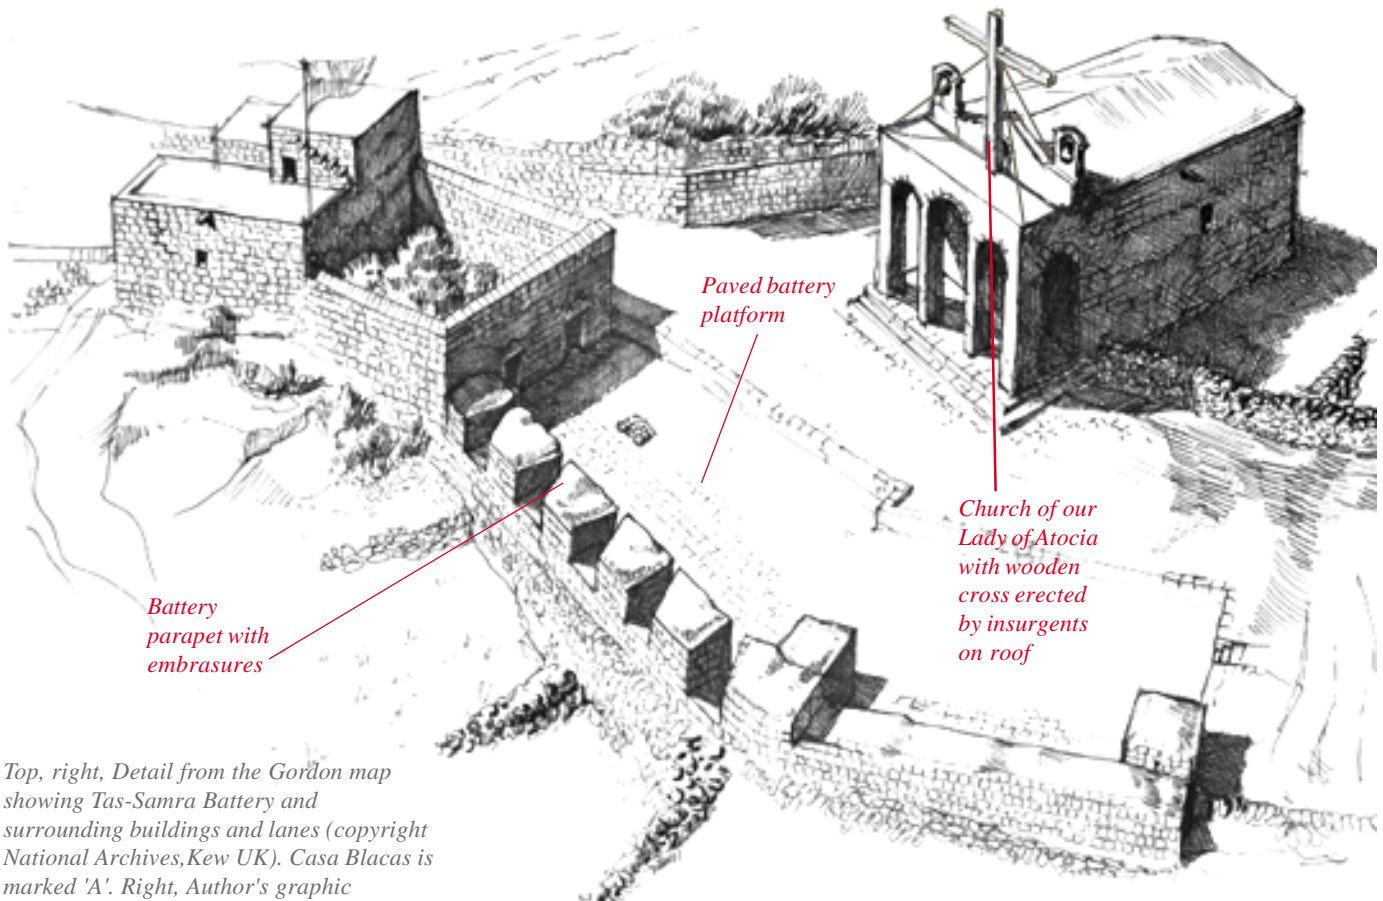 Paved battery
platform
Church of our
Lady of Atocia
with wooden
cross erected
by insurgents
on roof
Battery
parapet with
embrasures
Top, right, Detail from the Gordon map
showing Tas-Samra Battery and
surrounding buildings and lanes (copyright
National Archives,Kew UK). Casa Blacas is
marked 'A'. Right, Author's graphic